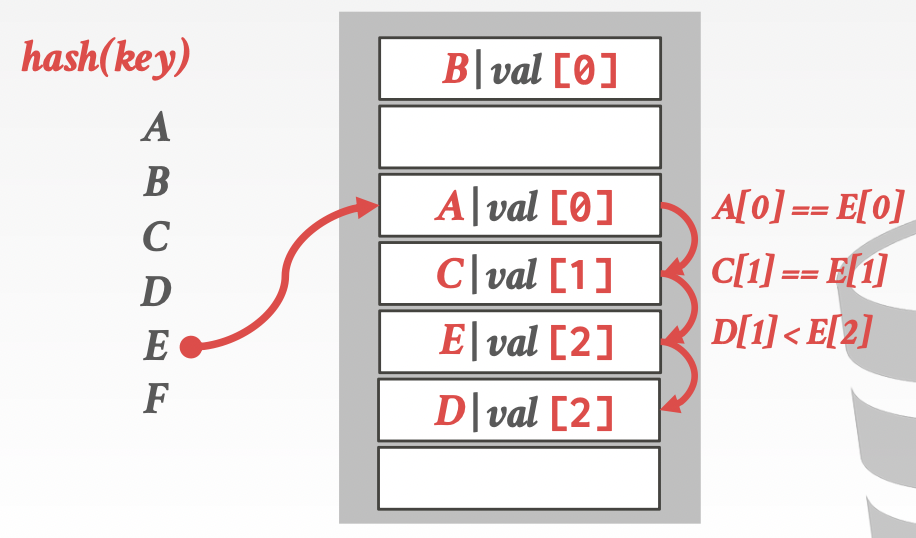 hash(key)
A
B
C
D
E
F
B|val [0]
A|val [0]
C|val [1]
E|val [2]
D|val [2]
A[0] == E[0]
C[1] == E[1]
D[1] < E[2]